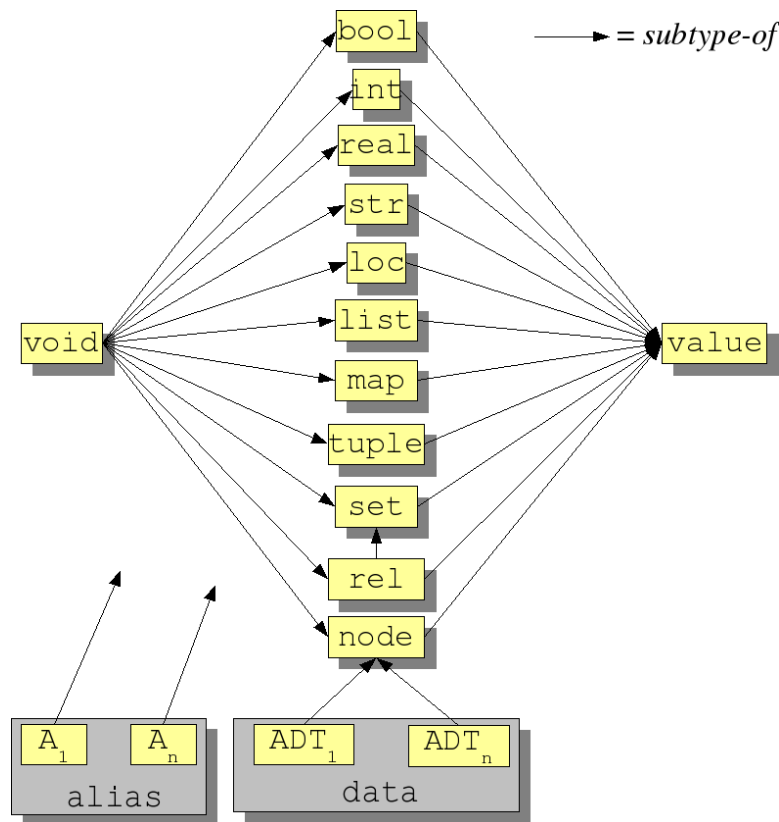 bool
= subtype-of
int
real
str
loc
list
void
value
map
tuple
set
rel
node
A1
An
ADT1
ADTn
alias
data